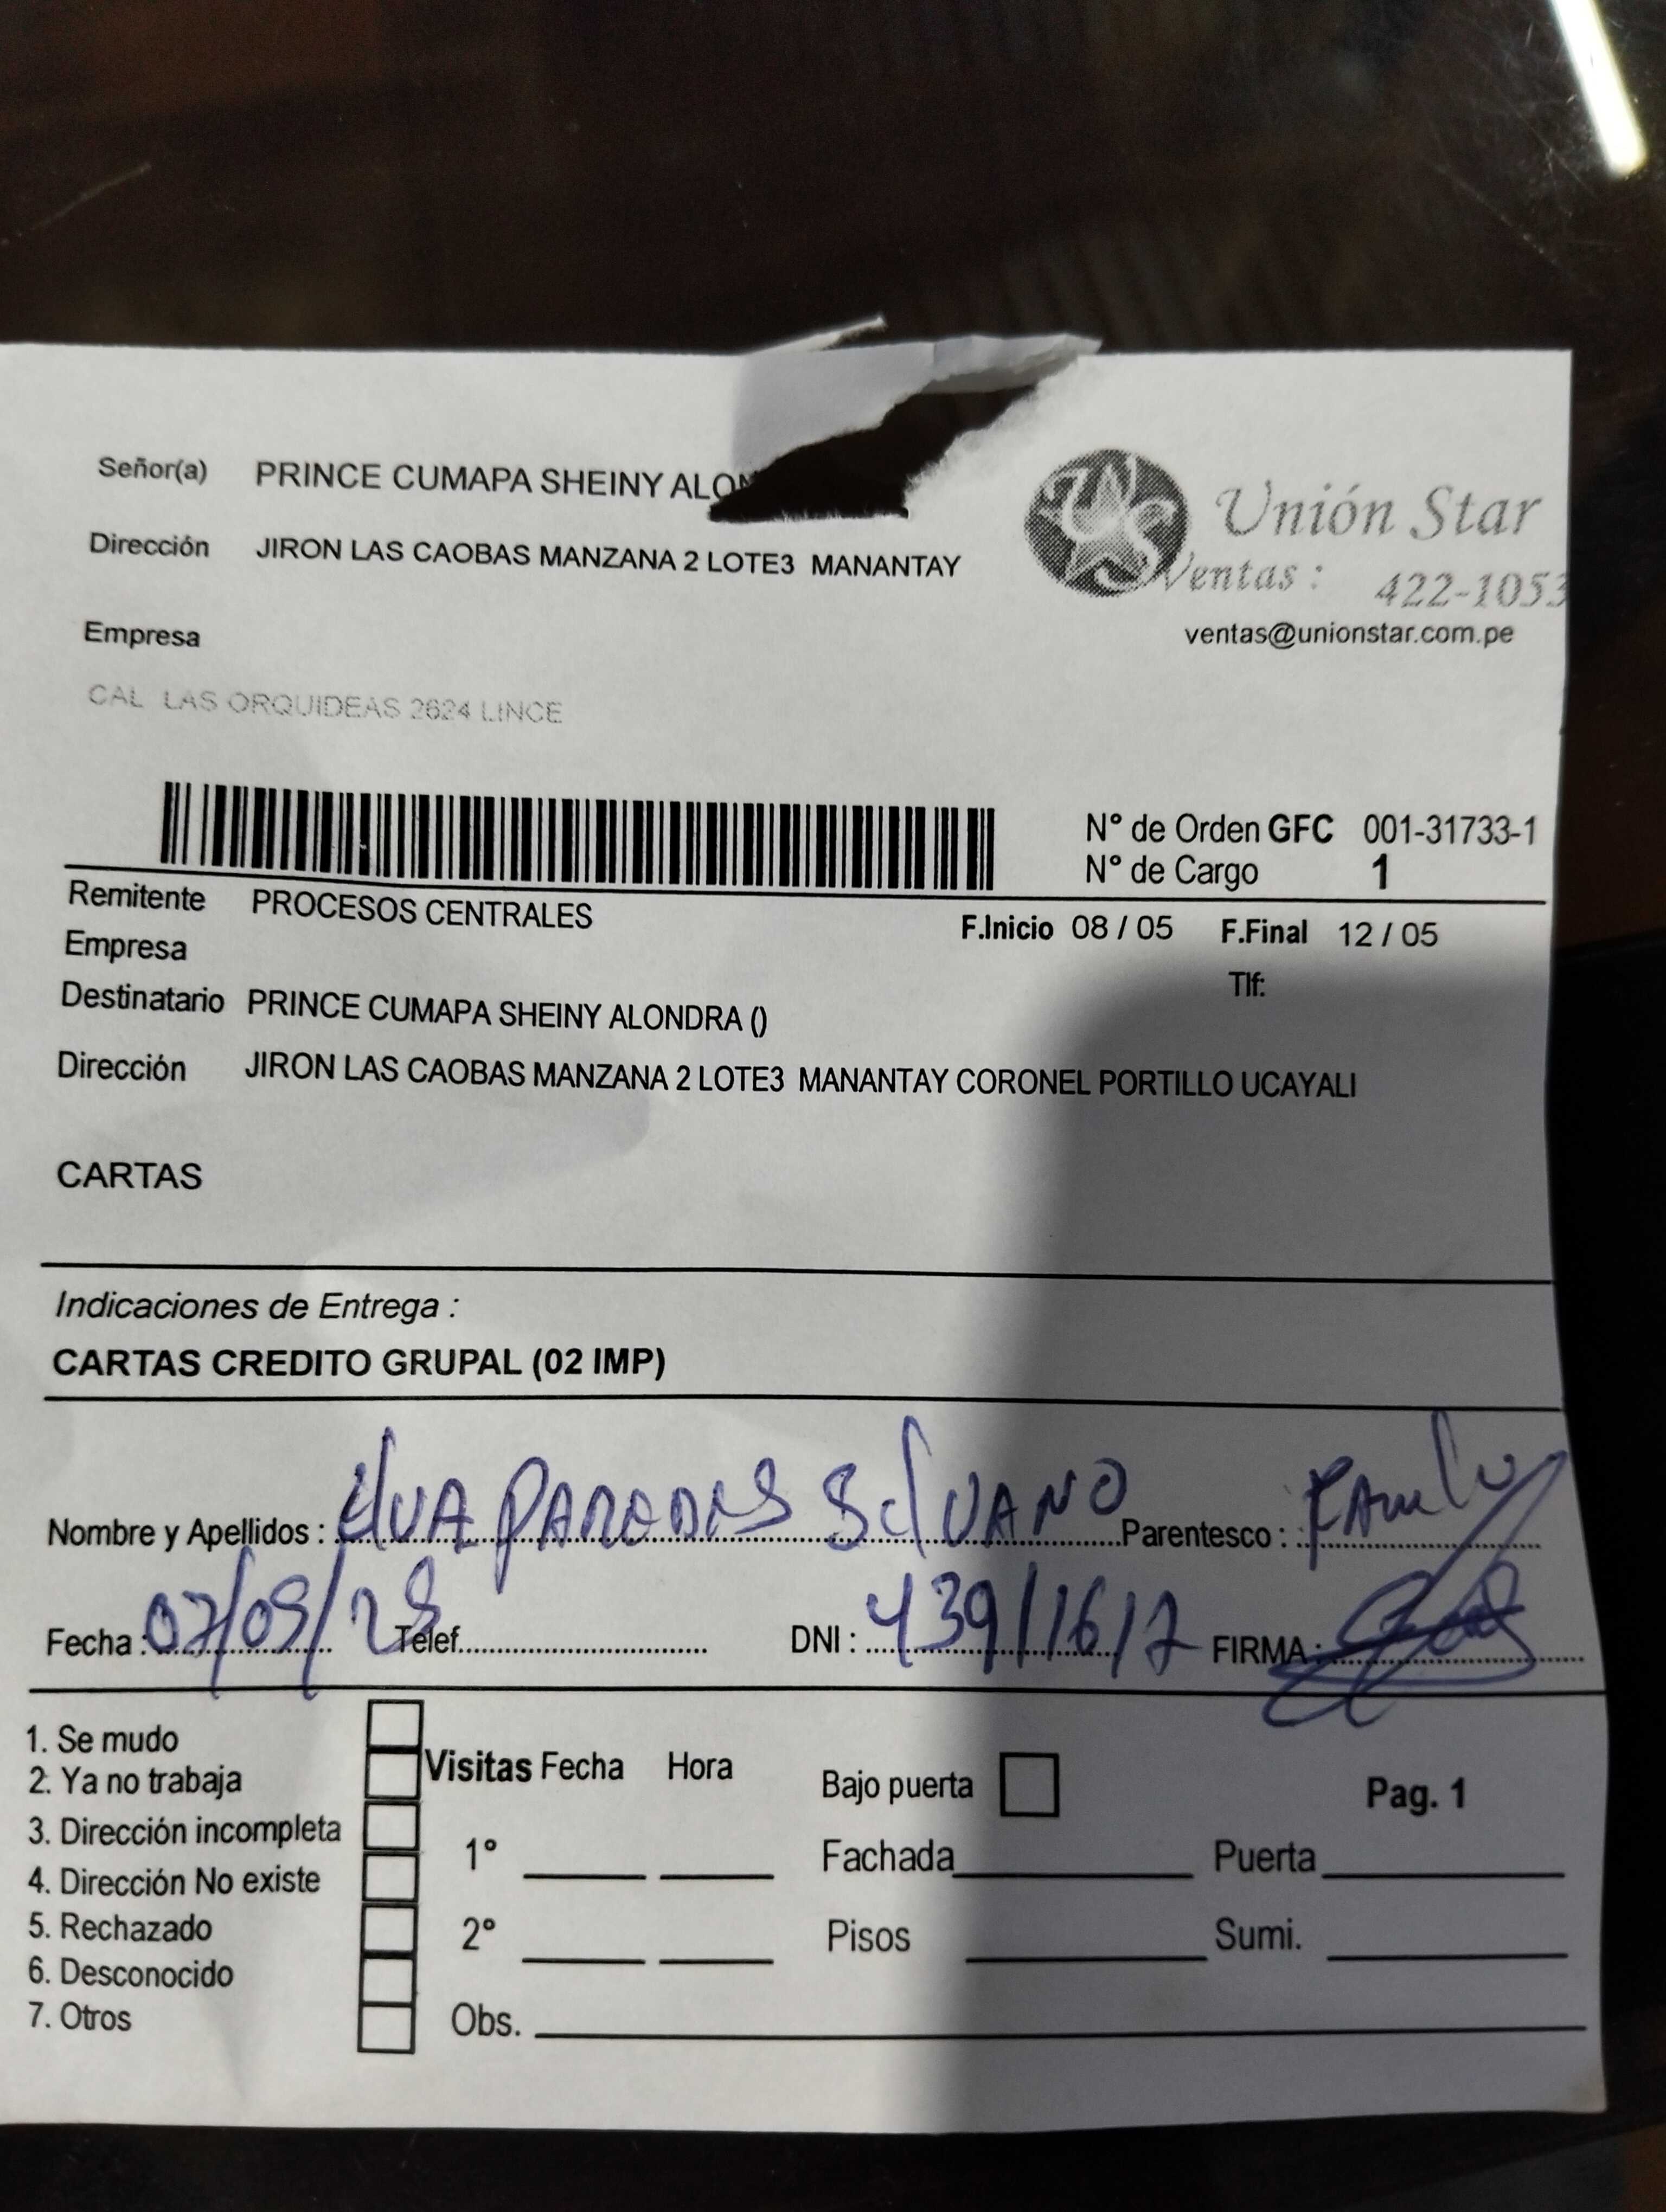 Señor(a) PRINCE CUMAPA SHEINY ALON
Dirección JIRON LAS CAOBAS MANZANA 2 LOTE3 MANANTAY
Unión Star
Ventas : 422-1053
ventas@unionstar.com.pe
Empresa
CAL LAS ORQUIDEAS 2624 LINCE
N° de Orden GFC 001-31733-1
N° de Cargo 1
Remitente PROCESOS CENTRALES
F.Inicio 08 / 05 F.Final 12 / 05
Empresa
Tlf:
Destinatario PRINCE CUMAPA SHEINY ALONDRA ()
Dirección JIRON LAS CAOBAS MANZANA 2 LOTE3 MANANTAY CORONEL PORTILLO UCAYALI
CARTAS
Indicaciones de Entrega :
CARTAS CREDITO GRUPAL (02 IMP)
Nombre y Apellidos : PAREDES SILVANO Parentesco :
Fecha : Telef. DNI : FIRMA :
1. Se mudo
2. Ya no trabaja
3. Dirección incompleta
4. Dirección No existe
5. Rechazado
6. Desconocido
7. Otros
Visitas Fecha Hora
1°
2°
Obs.
Bajo puerta Pag. 1
Fachada Puerta
Pisos Sumi.